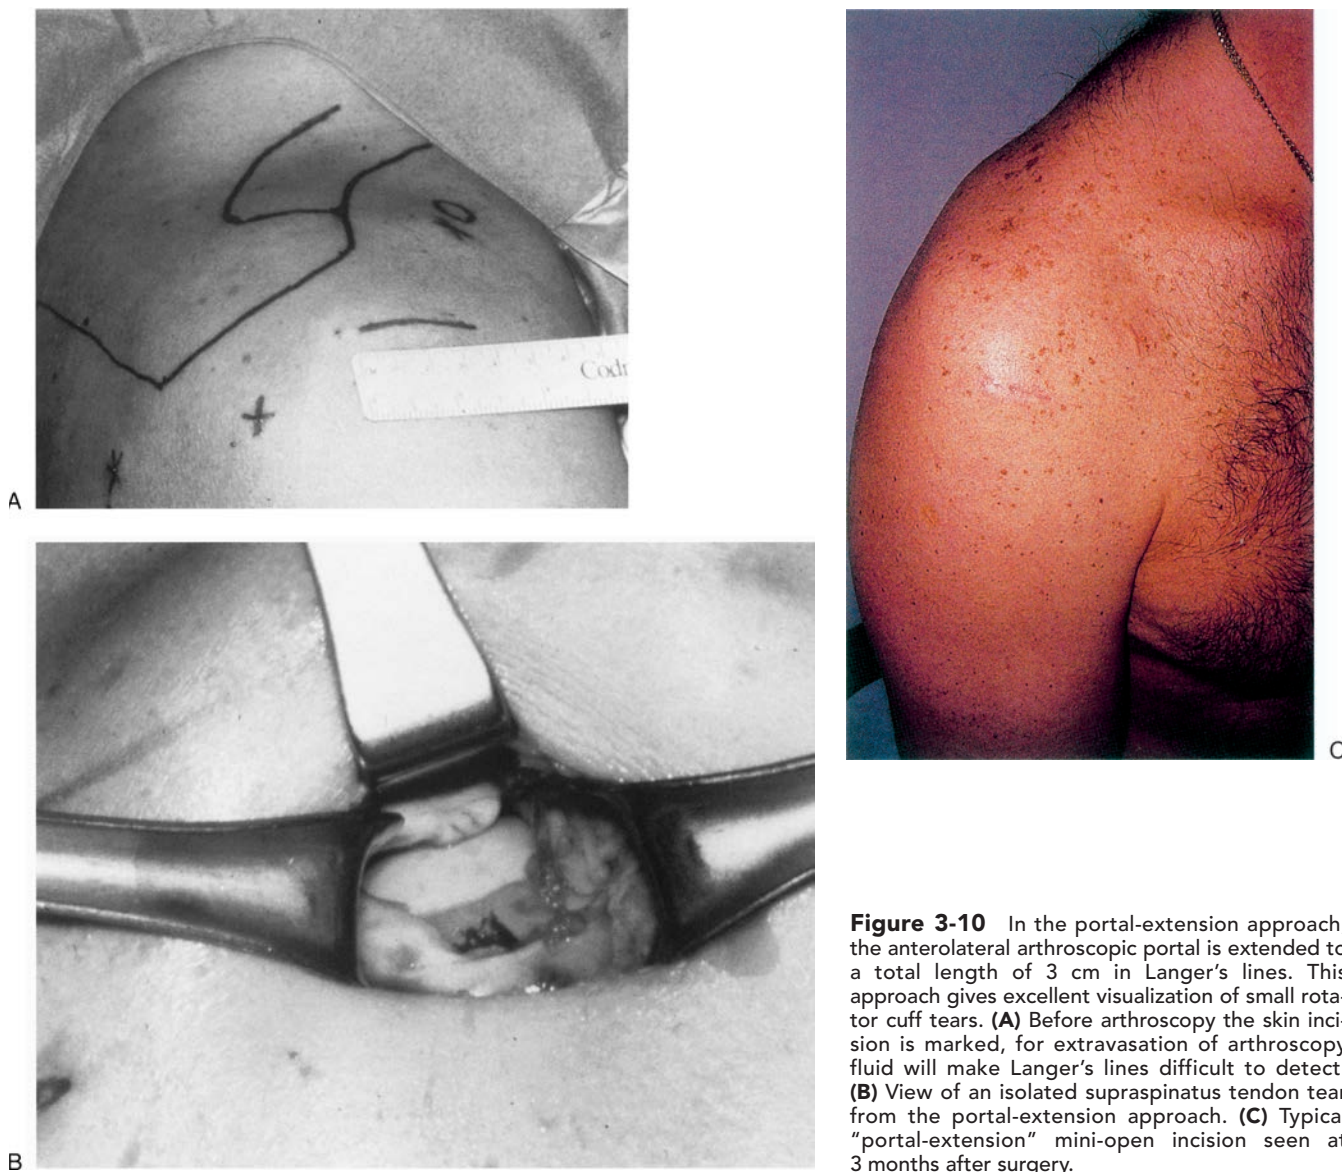 A
Codr
B
C
Figure 3-10 In the portal-extension approach
the anterolateral arthroscopic portal is extended to
a total length of 3 cm in Langer's lines. This
approach gives excellent visualization of small rota-
tor cuff tears. (A) Before arthroscopy the skin inci-
sion is marked, for extravasation of arthroscopy
fluid will make Langer's lines difficult to detect
(B) View of an isolated supraspinatus tendon tear
from the portal-extension approach. (C) Typical
"portal-extension" mini-open incision seen at
3 months after surgery.